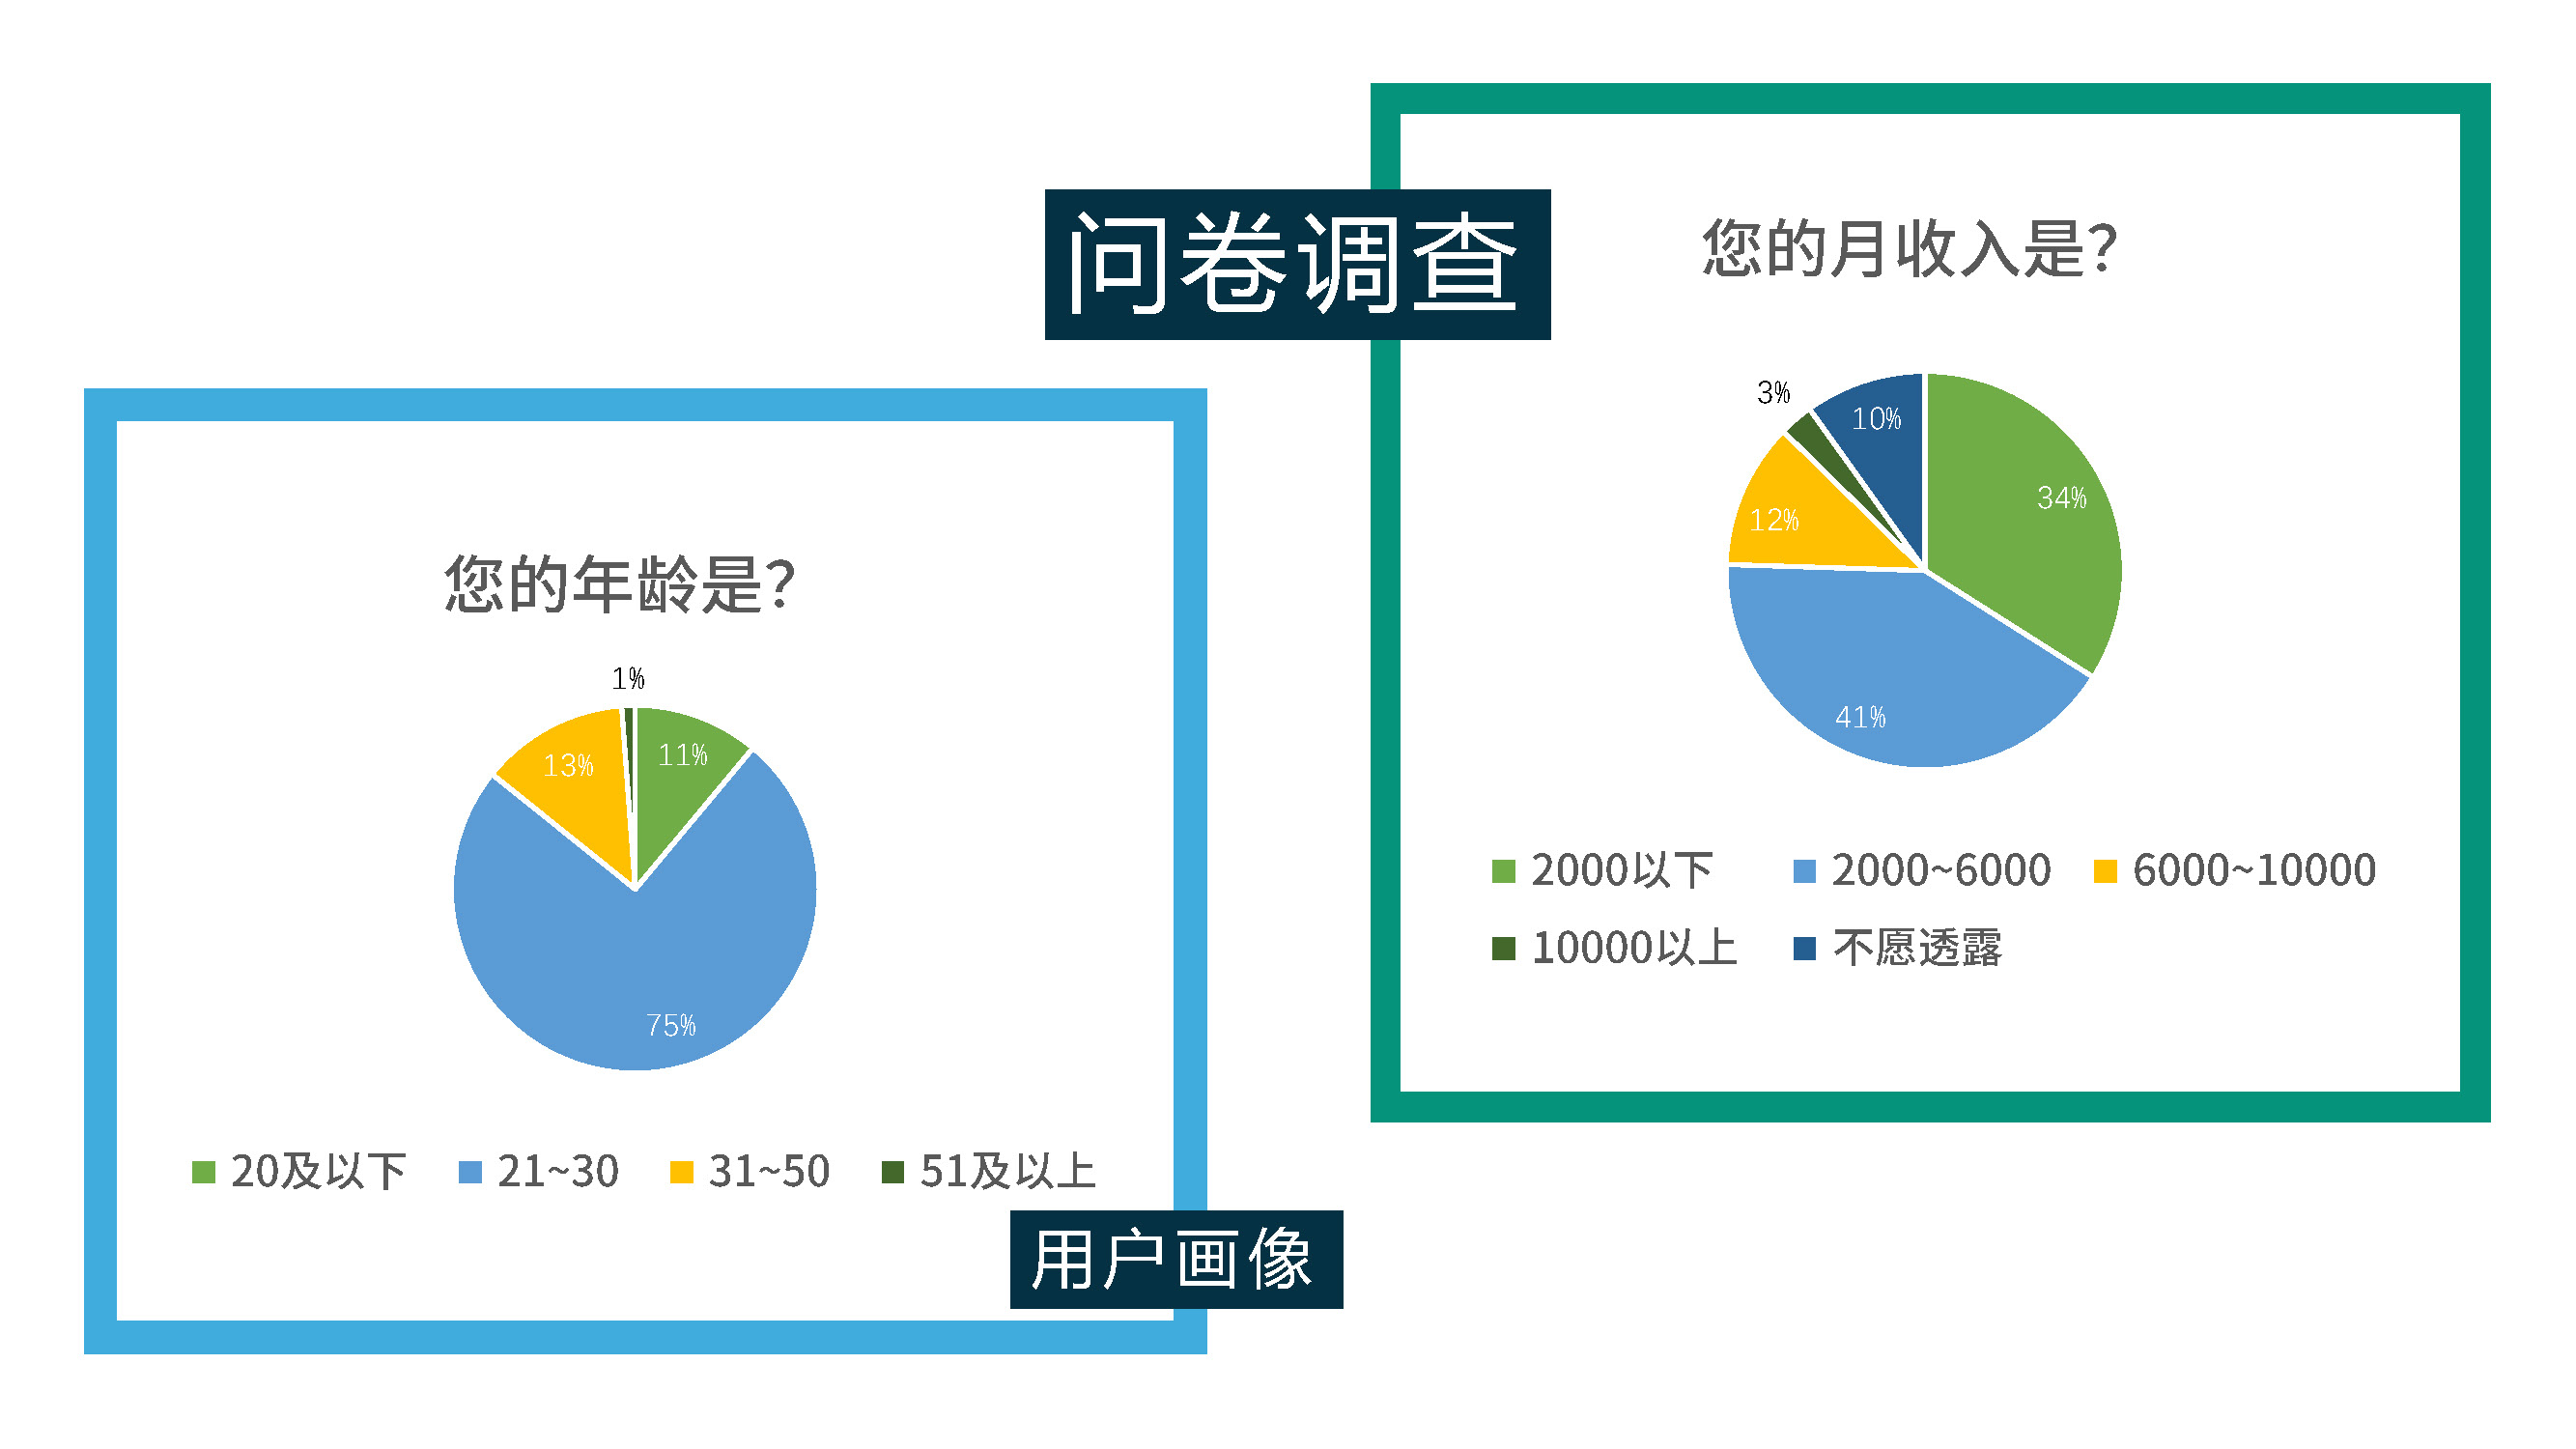 问卷调查
您的月收入是？
3%
10%
34%
12%
41%
2000以下
2000~6000
6000~10000
10000以上
不愿透露
您的年龄是？
1%
11%
13%
75%
20及以下
21~30
31~50
51及以上
用户画像